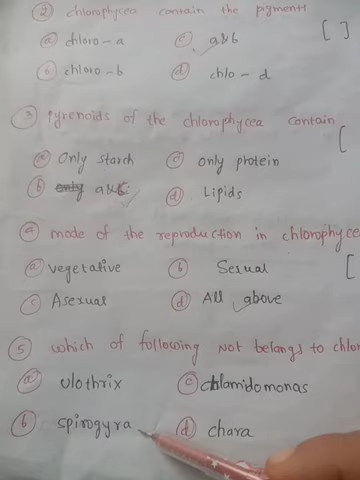 ② chlorophycea contain the pigments
ⓐ chloro - a ⓒ a&b [ ]
ⓑ chloro - b ⓓ chlo - d
③ Pyrenoids of the chlorophycea contain
ⓐ Only starch ⓒ only protein [
ⓑ a&c ⓓ Lipids
④ mode of the reproduction in chlorophyce
ⓐ vegetative ⓑ Sexual [
ⓒ Asexual ⓓ All above
⑤ which of following not belongs to chlor
ⓐ Ulothrix ⓒ chlamidomonas
ⓑ spirogyra ⓓ chara